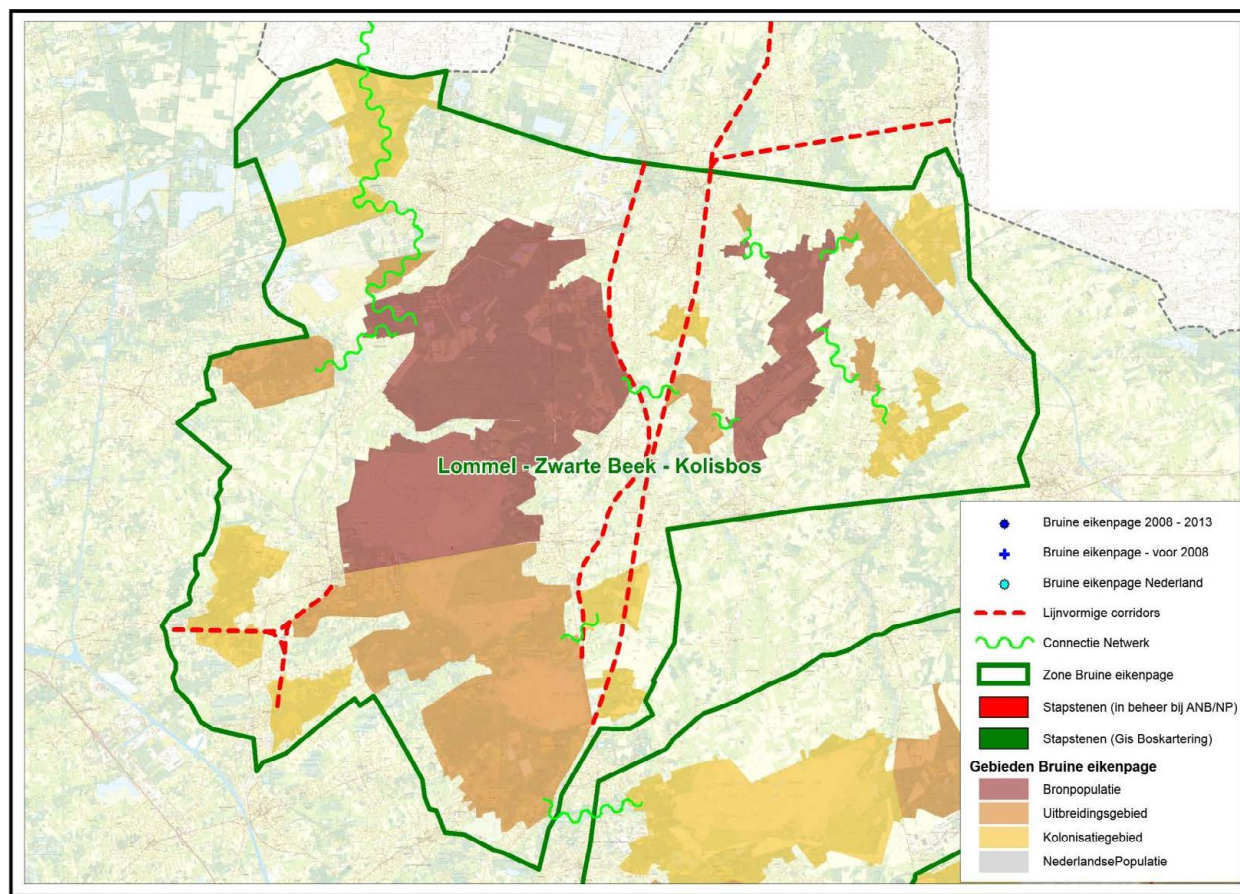 Lommel - Zwarte Beek - Kolisbos
Bruine eikenpage 2008 - 2013
Bruine eikenpage - voor 2008
Bruine eikenpage Nederland
Lijnvormige corridors
Connectie Netwerk
Zone Bruine eikenpage
Stapstenen (in beheer bij ANB/NP)
Stapstenen (Gis Boskartering)
Gebieden Bruine eikenpage
Bronpopulatie
Uitbreidingsgebied
Kolonisatiegebied
NederlandsePopulatie